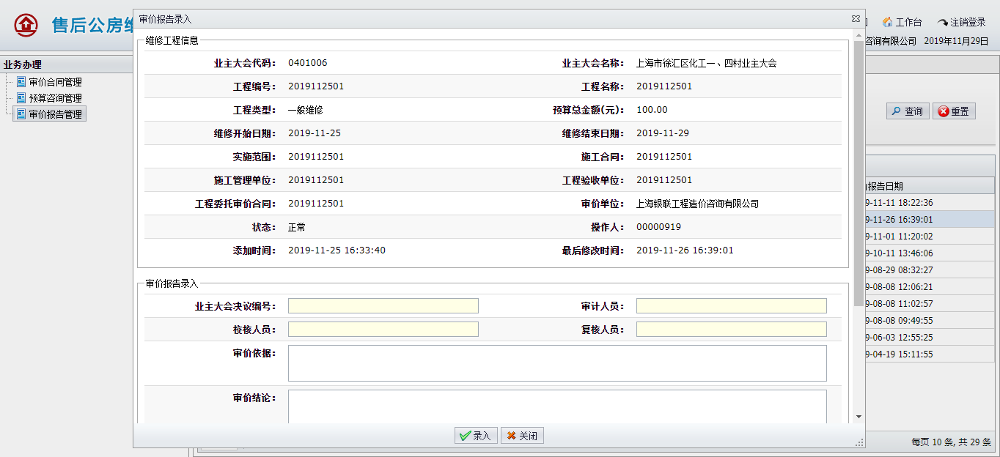 售后公房维
工作台 注销登录
咨询有限公司 2019年11月29日
业务办理
审价合同管理
预算咨询管理
审价报告管理
审价报告录入
维修工程信息
业主大会代码： 0401006 业主大会名称： 上海市徐汇区化工一、四村业主大会
工程编号： 2019112501 工程名称： 2019112501
工程类型： 一般维修 预算总金额(元)： 100.00
维修开始日期： 2019-11-25 维修结束日期： 2019-11-29
实施范围： 2019112501 施工合同： 2019112501
施工管理单位： 2019112501 工程验收单位： 2019112501
工程委托审价合同： 2019112501 审价单位： 上海银联工程造价咨询有限公司
状态： 正常 操作人： 00000919
添加时间： 2019-11-25 16:33:40 最后修改时间： 2019-11-26 16:39:01
审价报告录入
业主大会决议编号： 审计人员：
校核人员： 复核人员：
审价依据：
审价结论：
录入 关闭
查询 重置
报告日期
9-11-11 18:22:36
9-11-26 16:39:01
9-11-01 11:20:02
9-10-11 13:46:06
9-08-29 08:32:27
9-08-08 12:06:21
9-08-08 11:02:57
9-08-08 09:49:55
9-06-03 12:55:25
9-04-19 15:11:55
每页 10 条, 共 29 条